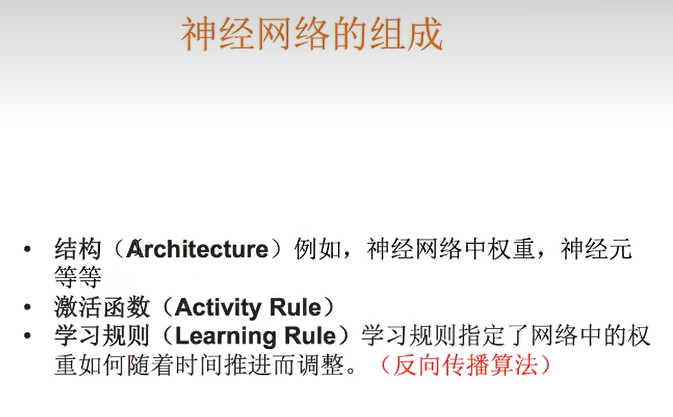 神经网络的组成
• 结构（Architecture）例如，神经网络中权重，神经元
等等
• 激活函数（Activity Rule）
• 学习规则（Learning Rule）学习规则指定了网络中的权
重如何随着时间推进而调整。（反向传播算法）